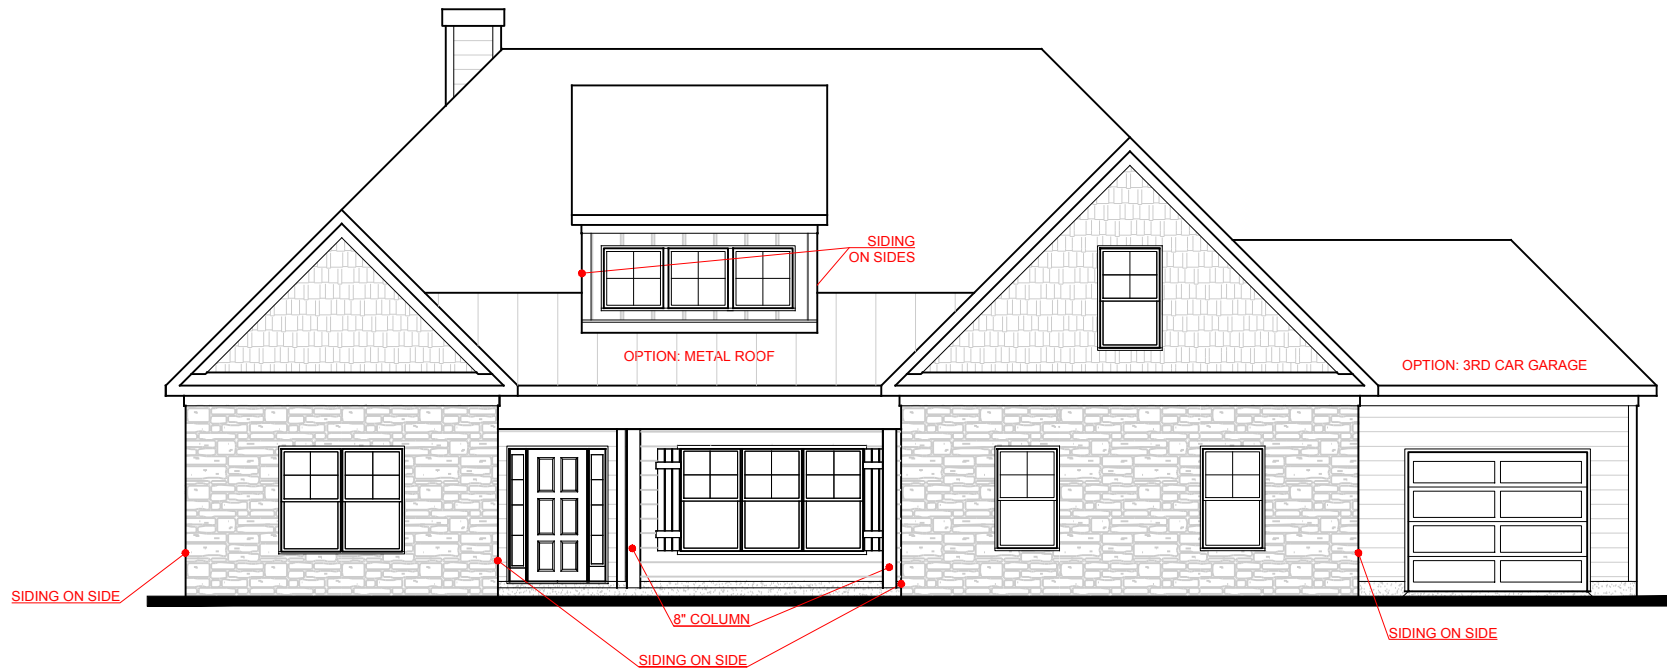 SIDING
ON SIDES
OPTION: METAL ROOF
OPTION: 3RD CAR GARAGE
SIDING ON SIDE
8" COLUMN
SIDING ON SIDE
SIDING ON SIDE